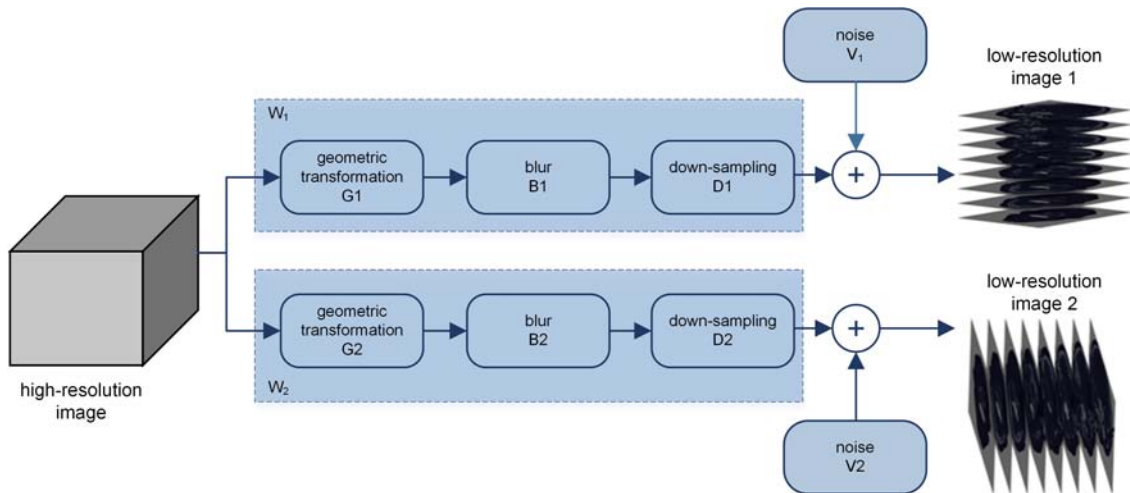 noise
V₁
low-resolution
image 1
W₁
geometric
transformation
G1
blur
B1
down-sampling
D1
+
high-resolution
image
geometric
transformation
G2
blur
B2
down-sampling
D2
+
W₂
low-resolution
image 2
noise
V2